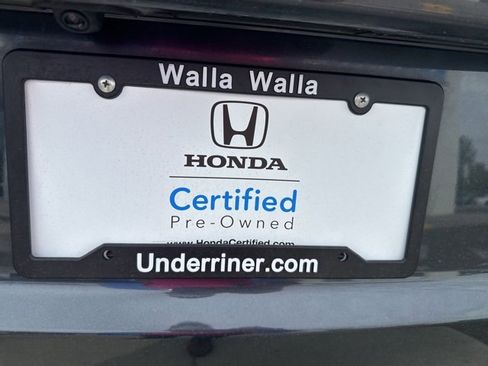 Walla Walla
HONDA
Certified
Pre-Owned
www.HondaCertified.com
Underriner.com